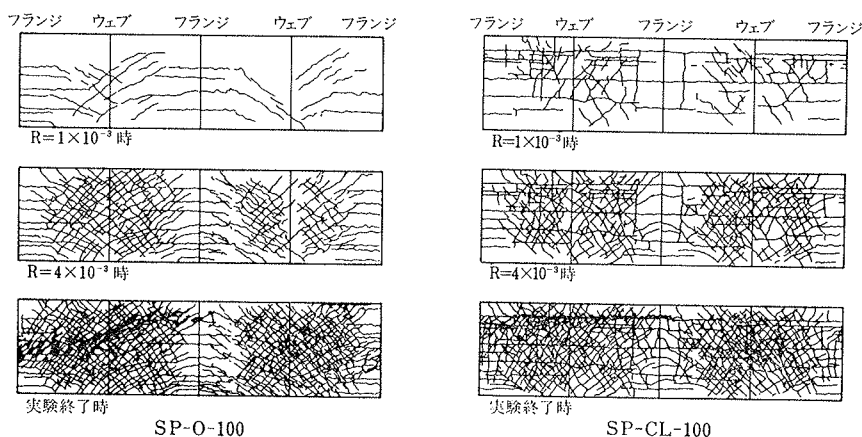 フランジ ウェブ フランジ ウェブ フランジ
R=1×10⁻³時
R=4×10⁻³時
実験終了時
SP-O-100
フランジ ウェブ フランジ ウェブ フランジ
R=1×10⁻³時
R=4×10⁻³時
実験終了時
SP-CL-100